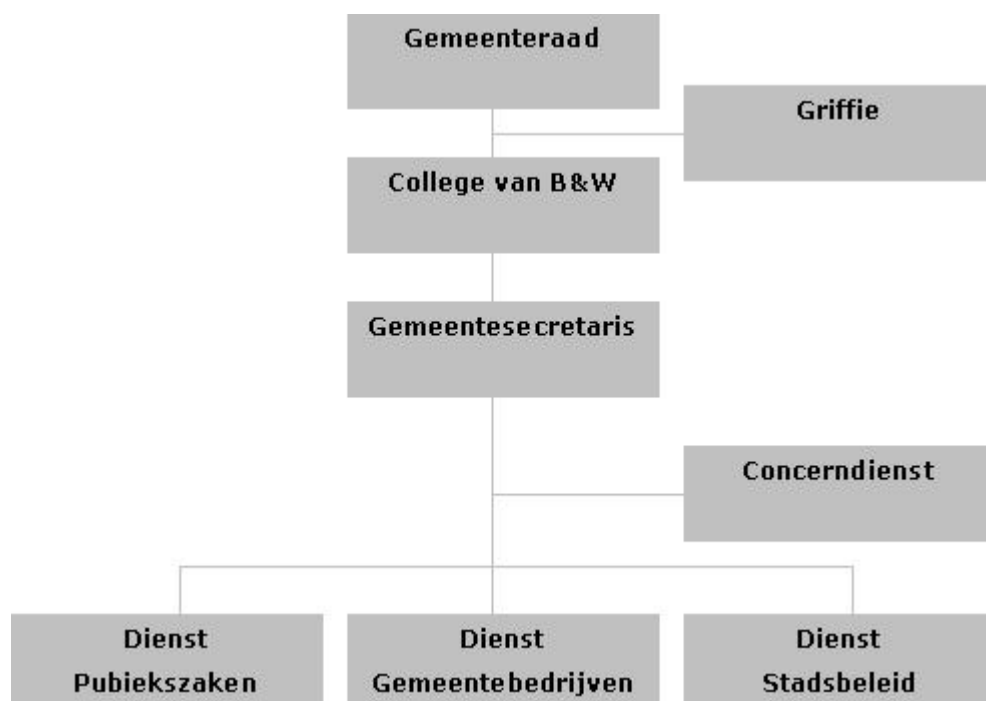 Gemeenteraad
Griffie
College van B&W
Gemeentesecretaris
Concerndienst
Dienst
Pubiekszaken
Dienst
Gemeentebedrijven
Dienst
Stadsbeleid